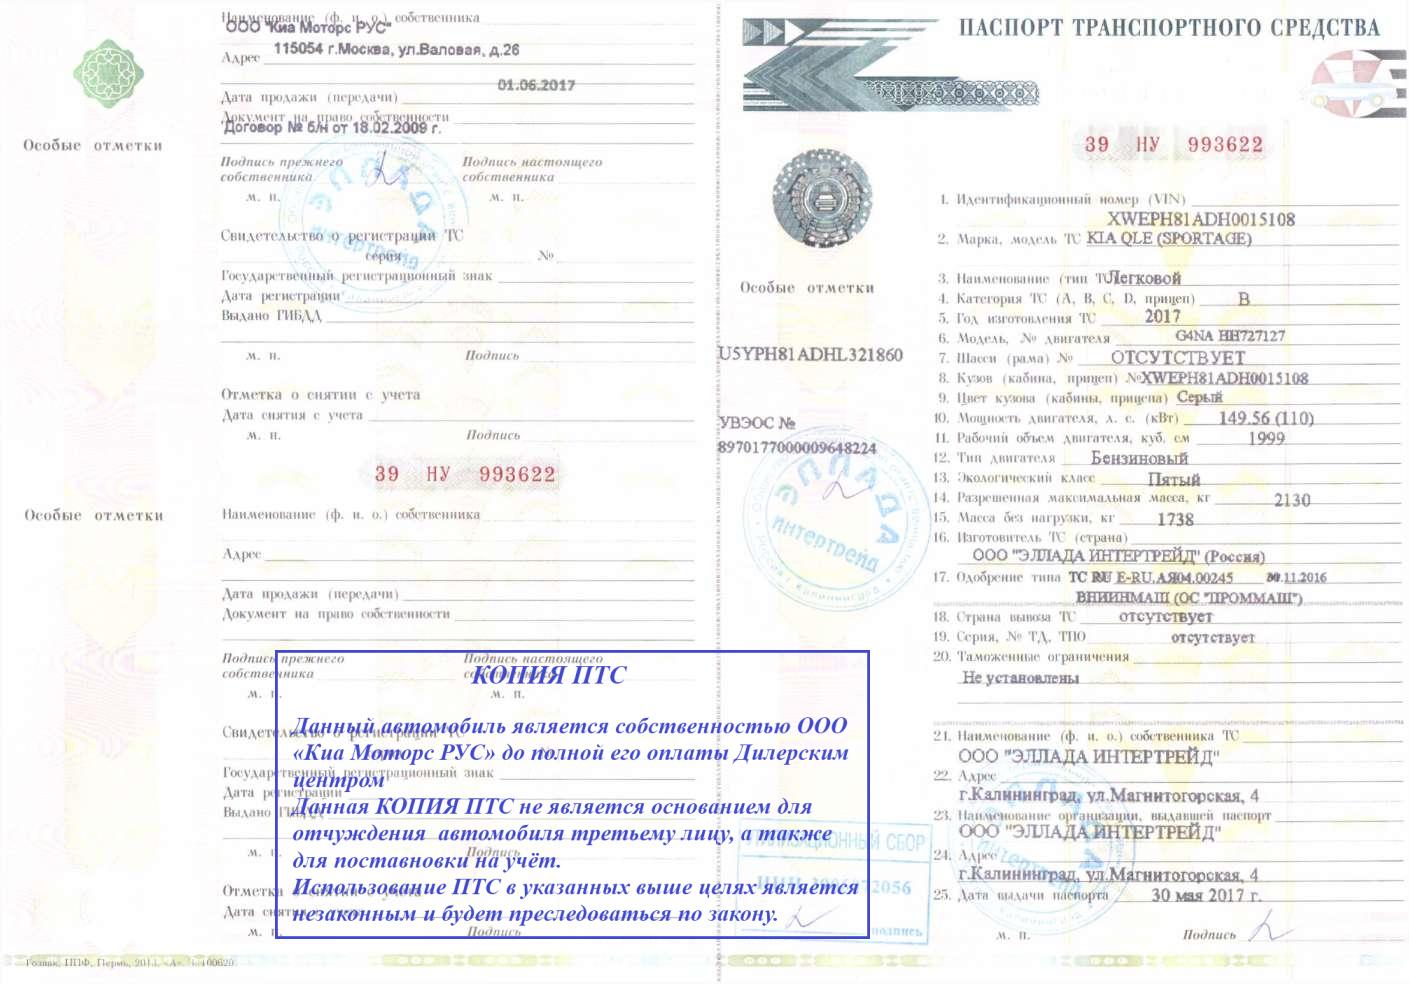 Наименование (ф. и. о.) собственника
ООО "Киа Моторс РУС"
Адрес 115054 г.Москва, ул.Валовая, д.26
01.06.2017
Дата продажи (передачи)
Документ на право собственности
Договор № б/н от 18.02.2009 г.
Особые отметки
Подпись прежнего собственника
Подпись настоящего собственника
м. п.
м. п.
ЭЛЛАДА
Интертрейд
Свидетельство о регистрации ТС
серия №
Государственный регистрационный знак
Дата регистрации
Выдано ГИБДД
м. п. Подпись
Отметка о снятии с учета
Дата снятия с учета
м. п. Подпись
39 НУ 993622
Особые отметки
Наименование (ф. и. о.) собственника
Адрес
Дата продажи (передачи)
Документ на право собственности
Подпись прежнего собственника
Подпись настоящего собственника
м. п.
м. п.
Свидетельство о регистрации ТС
Государственный регистрационный знак
Дата регистрации
Выдано ГИБДД
м. п. Подпись
Отметка о снятии с учета
Дата снятия с учета
м. п. Подпись
КОПИЯ ПТС
Данный автомобиль является собственностью ООО
«Киа Моторс РУС» до полной его оплаты Дилерским
центром
Данная КОПИЯ ПТС не является основанием для
отчуждения автомобиля третьему лицу, а также
для поставновки на учёт.
Использование ПТС в указанных выше целях является
незаконным и будет преследоваться по закону.
ПАСПОРТ ТРАНСПОРТНОГО СРЕДСТВА
39 НУ 993622
Особые отметки
U5YPH81ADHL321860
УВЭОС №
8970177000009648224
ЭЛЛАДА
Интертрейд
1. Идентификационный номер (VIN)
XWEPH81ADH0015108
2. Марка, модель ТС KIA QLE (SPORTAGE)
3. Наименование (тип ТС) Легковой
4. Категория ТС (А, В, С, D, прицеп) В
5. Год изготовления ТС 2017
6. Модель, № двигателя G4NA HH727127
7. Шасси (рама) № ОТСУТСТВУЕТ
8. Кузов (кабина, прицеп) № XWEPH81ADH0015108
9. Цвет кузова (кабины, прицепа) Серый
10. Мощность двигателя, л. с. (кВт) 149.56 (110)
11. Рабочий объем двигателя, куб. см 1999
12. Тип двигателя Бензиновый
13. Экологический класс Пятый
14. Разрешенная максимальная масса, кг 2130
15. Масса без нагрузки, кг 1738
16. Изготовитель ТС (страна)
ООО "ЭЛЛАДА ИНТЕРТРЕЙД" (Россия)
17. Одобрение типа ТС RU E-RU.АЯ04.00245 30.11.2016
ВНИИНМАШ (ОС "ПРОММАШ")
18. Страна вывоза ТС отсутствует
19. Серия, № ТД, ТПО отсутствует
20. Таможенные ограничения
Не установлены
21. Наименование (ф. и. о.) собственника ТС
ООО "ЭЛЛАДА ИНТЕРТРЕЙД"
22. Адрес
г.Калининград, ул.Магнитогорская, 4
23. Наименование организации, выдавшей паспорт
ООО "ЭЛЛАДА ИНТЕРТРЕЙД"
24. Адрес
г.Калининград, ул.Магнитогорская, 4
25. Дата выдачи паспорта 30 мая 2017 г.
м. п. Подпись
УТИЛИЗАЦИОННЫЙ СБОР
подпись